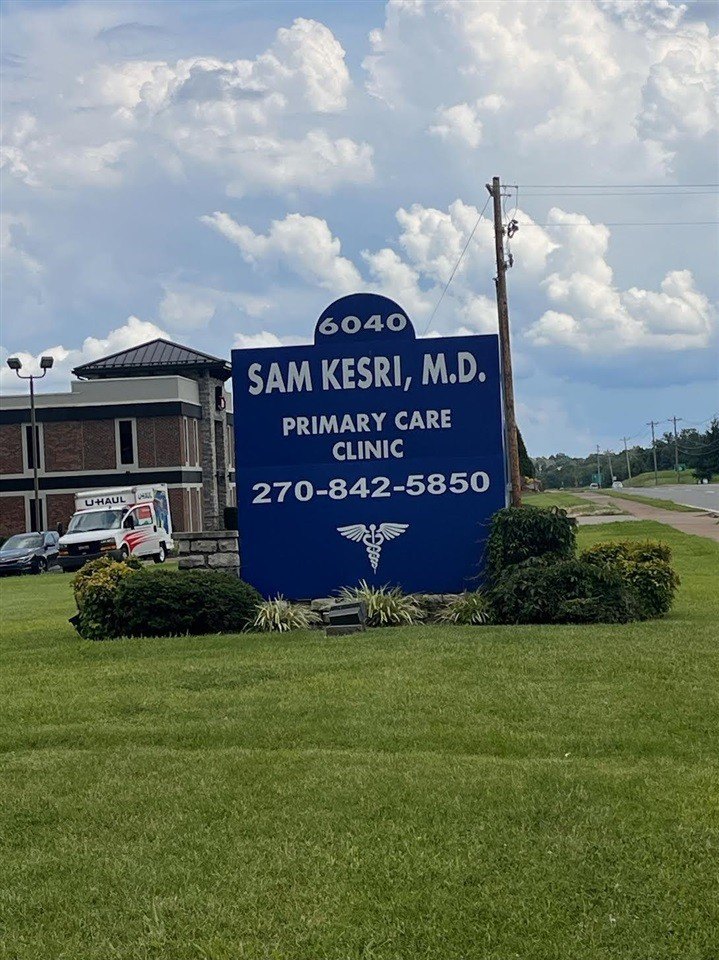 6040
SAM KESRI, M.D.
PRIMARY CARE
CLINIC
270-842-5850
U-HAUL